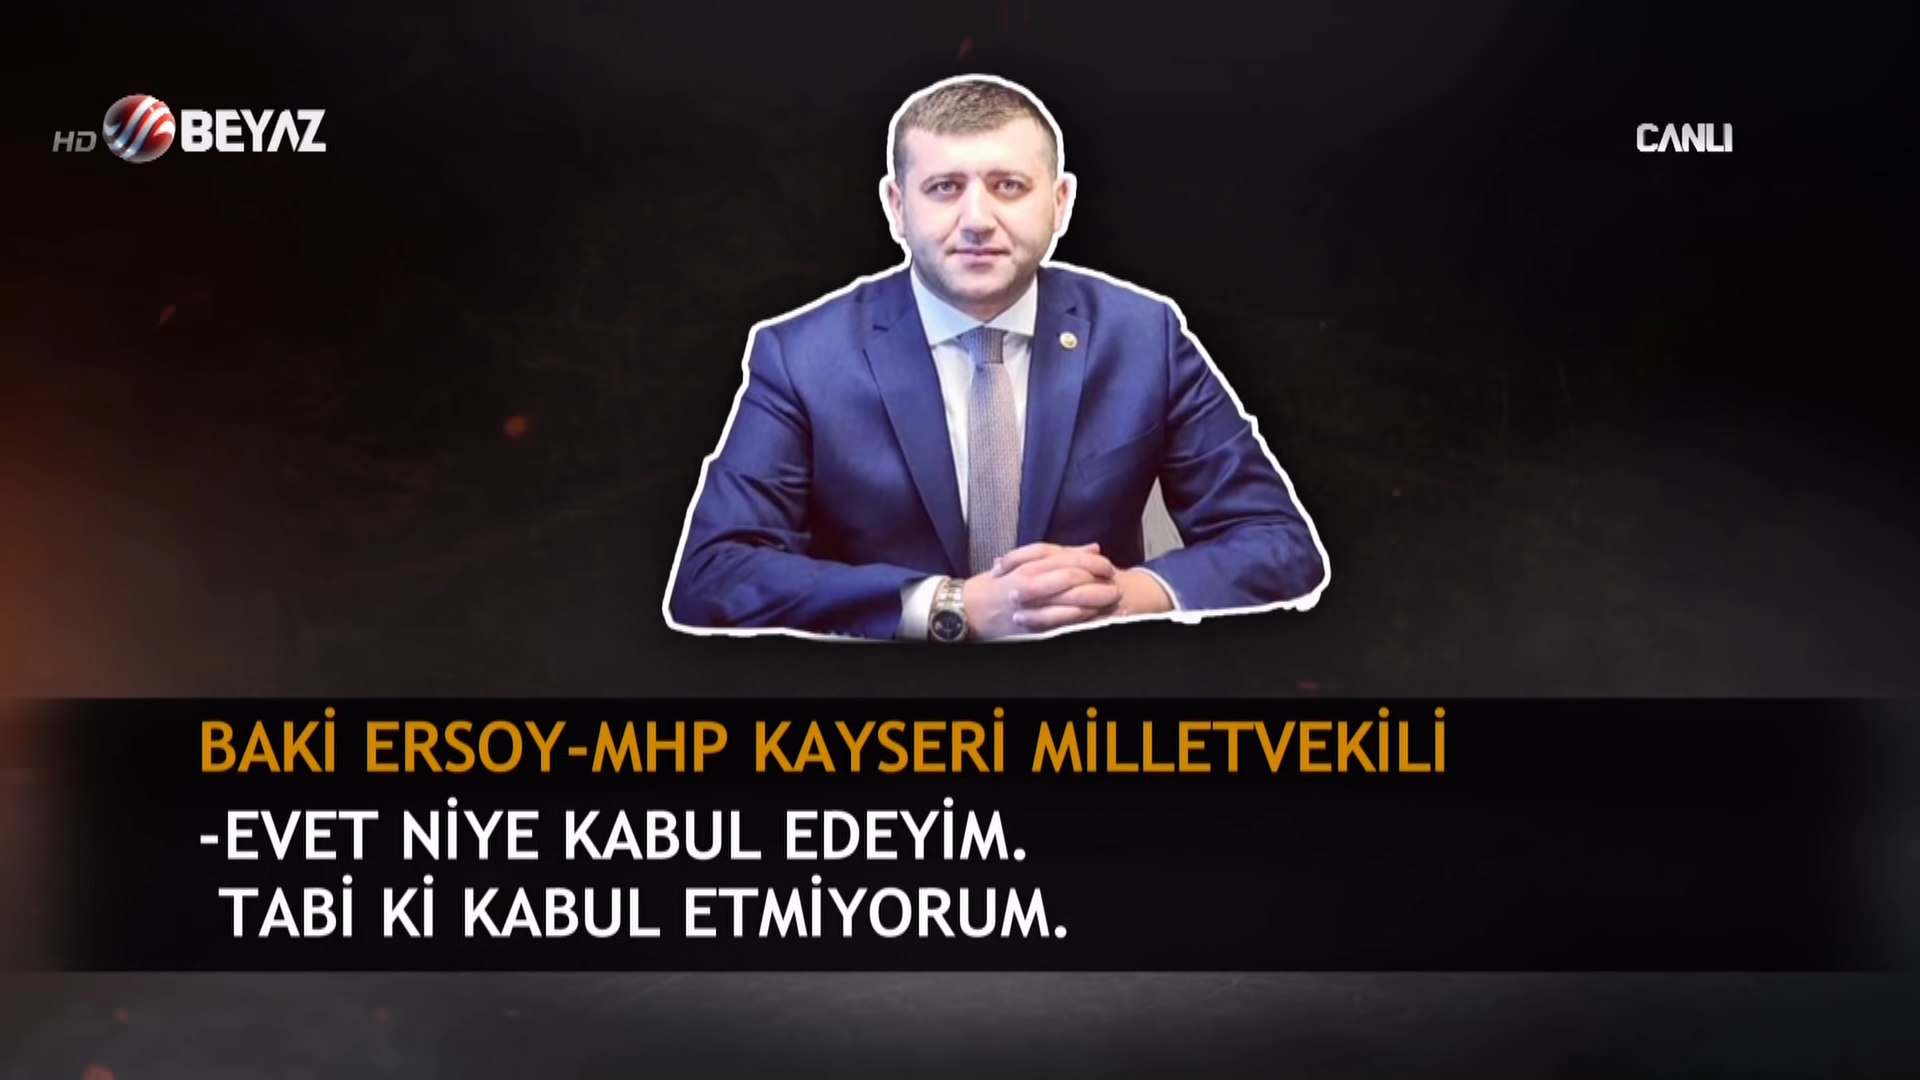 HD BEYAZ
CANLI
BAKİ ERSOY-MHP KAYSERİ MİLLETVEKİLİ
-EVET NİYE KABUL EDEYİM.
TABİ Kİ KABUL ETMİYORUM.